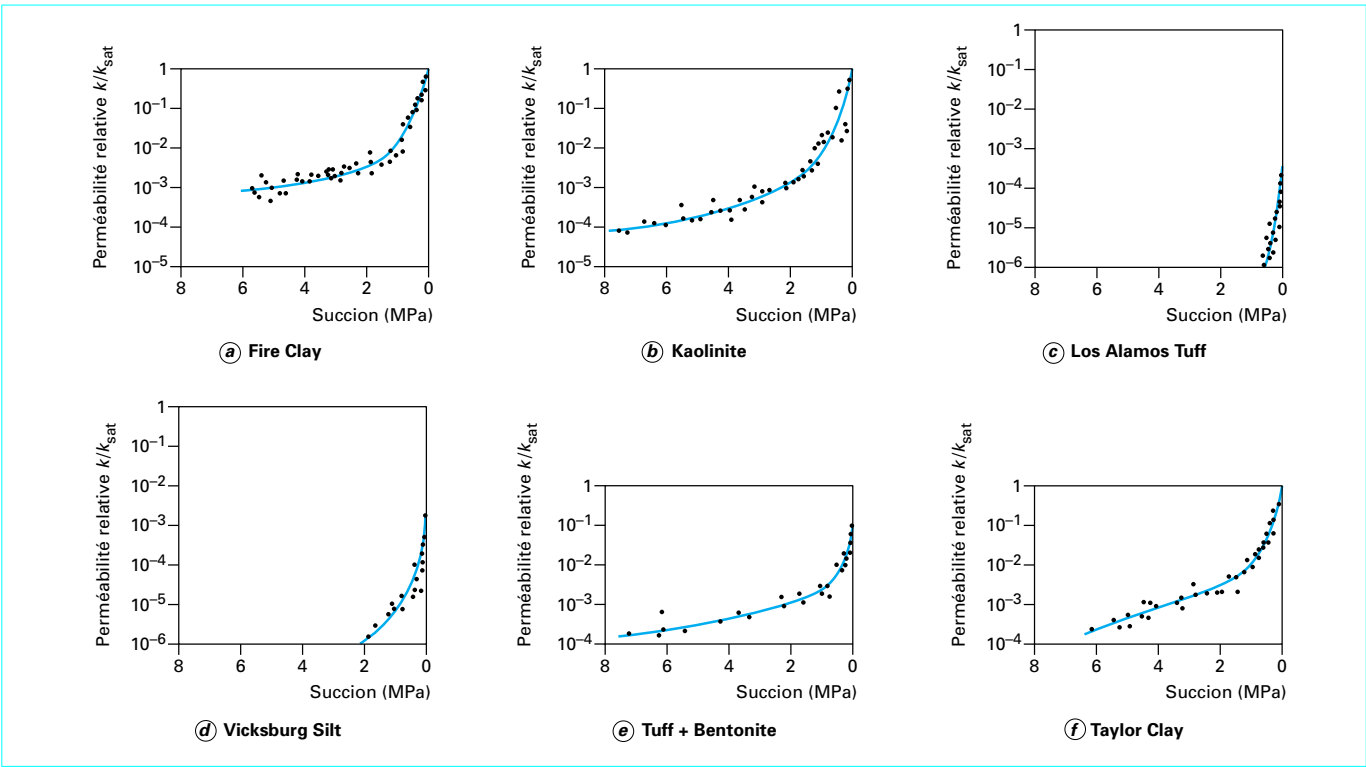 Perméabilité relative k/ksat
1
10–1
10–2
10–3
10–4
10–5
8 6 4 2 0
Succion (MPa)
a Fire Clay
Perméabilité relative k/ksat
1
10–1
10–2
10–3
10–4
10–5
8 6 4 2 0
Succion (MPa)
b Kaolinite
Perméabilité relative k/ksat
1
10–1
10–2
10–3
10–4
10–5
10–6
8 6 4 2 0
Succion (MPa)
c Los Alamos Tuff
Perméabilité relative k/ksat
1
10–1
10–2
10–3
10–4
10–5
10–6
8 6 4 2 0
Succion (MPa)
d Vicksburg Silt
Perméabilité relative k/ksat
1
10–1
10–2
10–3
10–4
8 6 4 2 0
Succion (MPa)
e Tuff + Bentonite
Perméabilité relative k/ksat
1
10–1
10–2
10–3
10–4
8 6 4 2 0
Succion (MPa)
f Taylor Clay